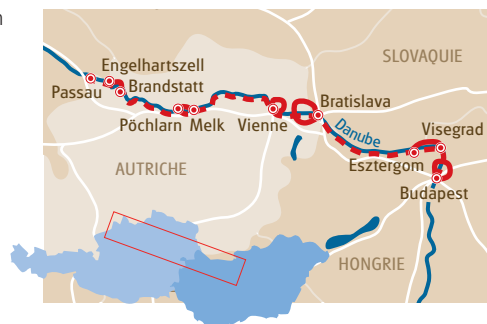 n
Engelhartszell
SLOVAQUIE
Brandstatt
Passau
Bratislava
Pöchlarn Melk Vienne
Danube
Visegrad
Esztergom
AUTRICHE
Budapest
HONGRIE